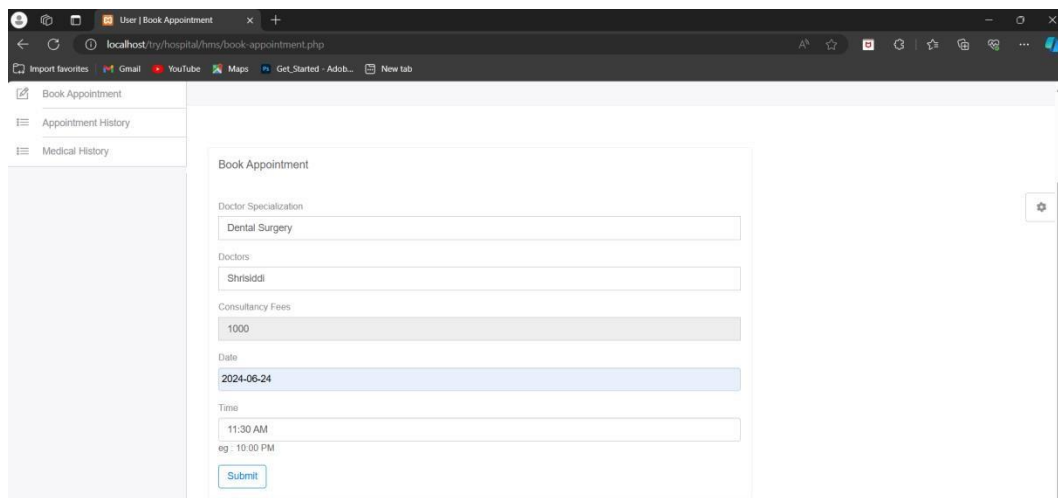 User | Book Appointment
localhost/try/hospital/hms/book-appointment.php
Import favorites Gmail YouTube Maps Get_Started - Adob... New tab
Book Appointment
Appointment History
Medical History
Book Appointment
Doctor Specialization
Dental Surgery
Doctors
Shrisiddi
Consultancy Fees
1000
Date
2024-06-24
Time
11:30 AM
eg : 10:00 PM
Submit